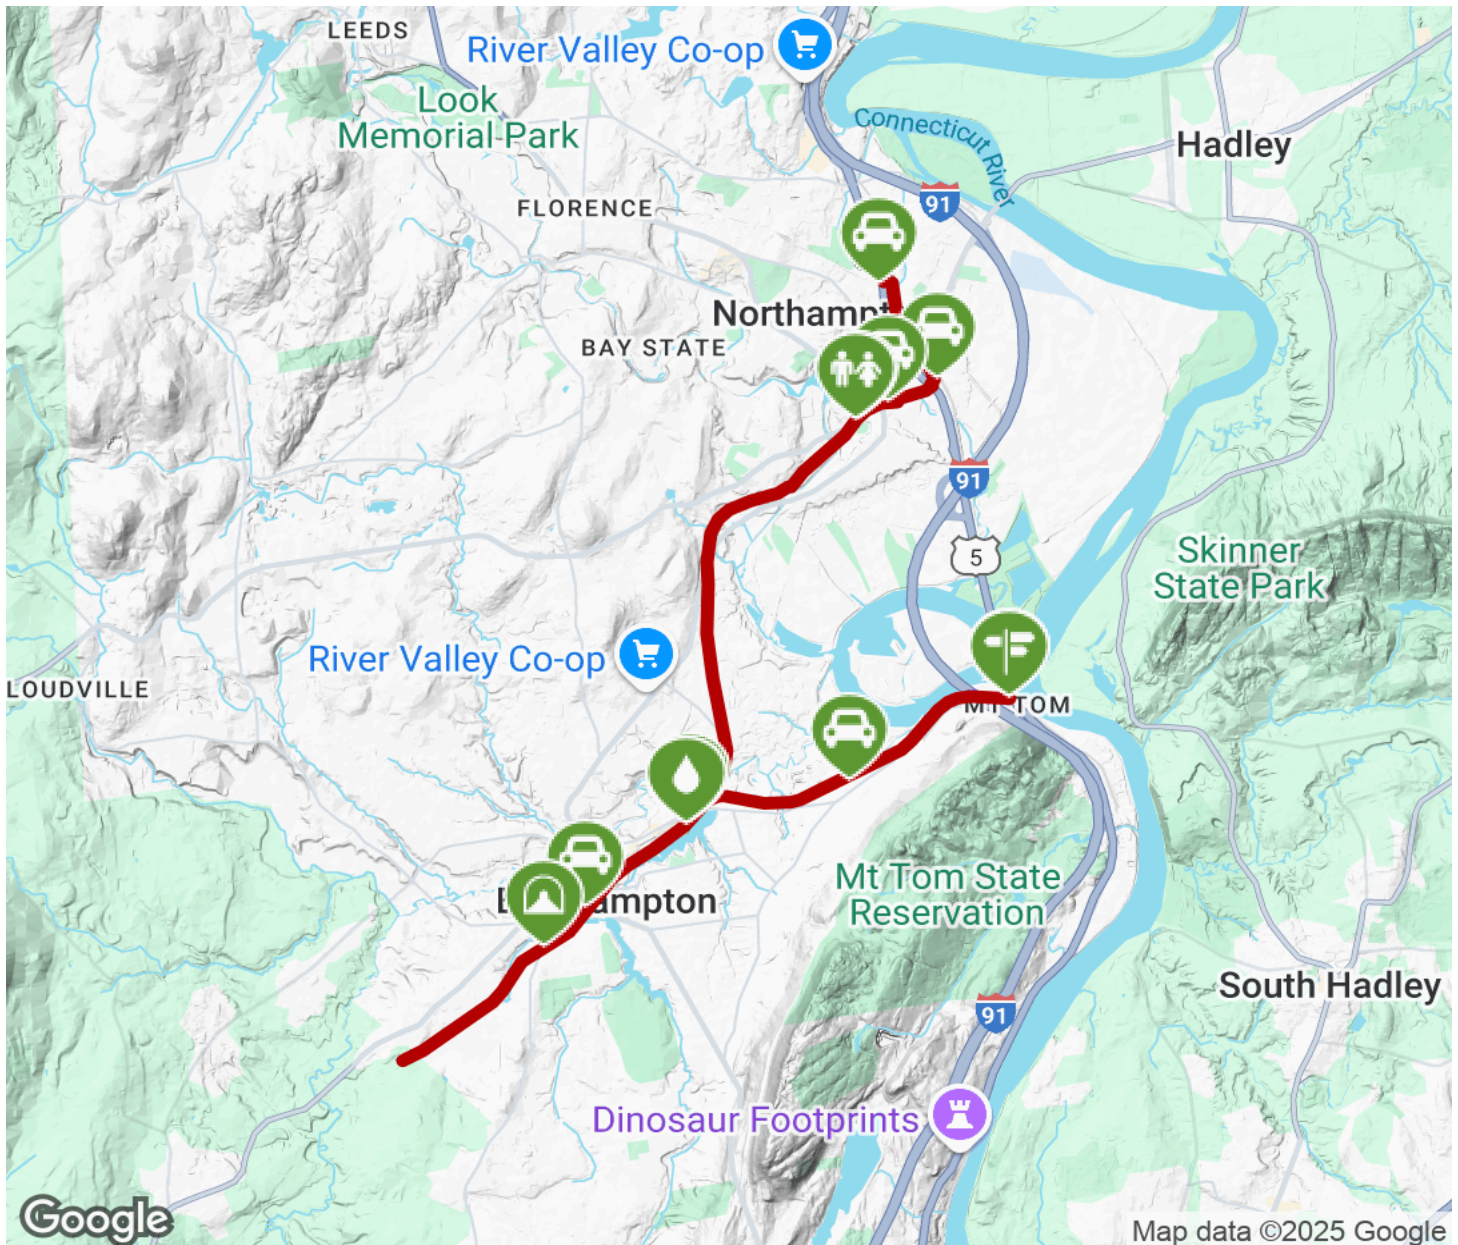 LEEDS
River Valley Co-op
Look
Memorial Park
Connecticut River
Hadley
91
FLORENCE
BAY STATE
91
5
Skinner
State Park
River Valley Co-op
LOUDVILLE
Mt Tom State
Reservation
South Hadley
91
Dinosaur Footprints
Google
Map data ©2025 Google